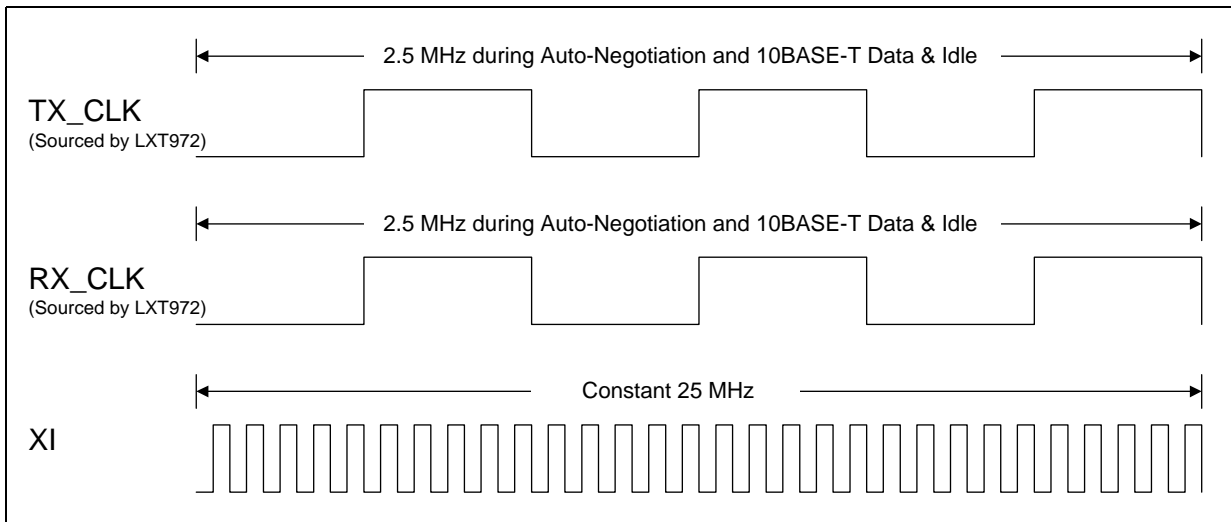 2.5 MHz during Auto-Negotiation and 10BASE-T Data & Idle
TX_CLK
(Sourced by LXT972)
2.5 MHz during Auto-Negotiation and 10BASE-T Data & Idle
RX_CLK
(Sourced by LXT972)
Constant 25 MHz
XI